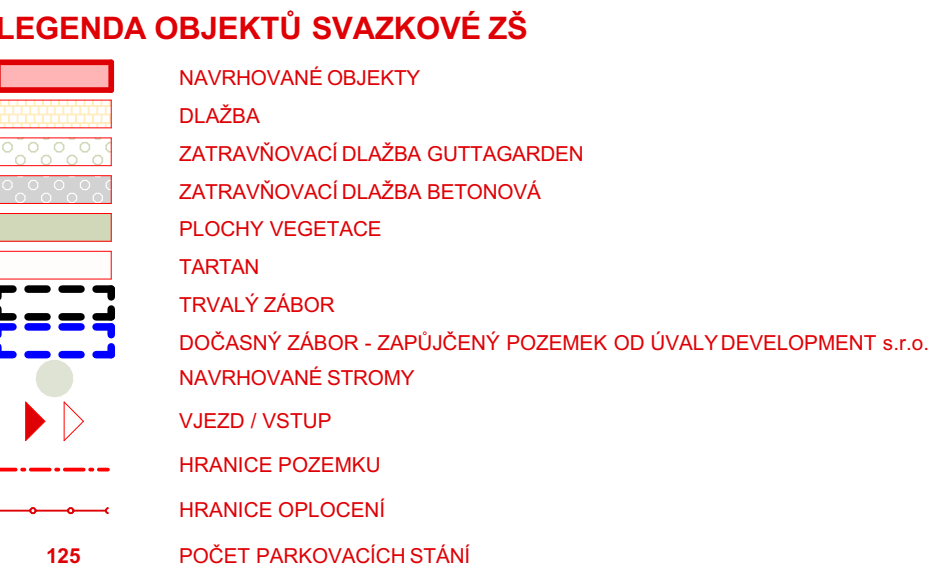 LEGENDA OBJEKTŮ SVAZKOVÉ ZŠ
NAVRHOVANÉ OBJEKTY
DLAŽBA
ZATRAVŇOVACÍ DLAŽBA GUTTAGARDEN
ZATRAVŇOVACÍ DLAŽBA BETONOVÁ
PLOCHY VEGETACE
TARTAN
TRVALÝ ZÁBOR
DOČASNÝ ZÁBOR - ZAPŮJČENÝ POZEMEK OD ÚVALY DEVELOPMENT s.r.o.
NAVRHOVANÉ STROMY
VJEZD / VSTUP
HRANICE POZEMKU
HRANICE OPLOCENÍ
125 POČET PARKOVACÍCH STÁNÍ